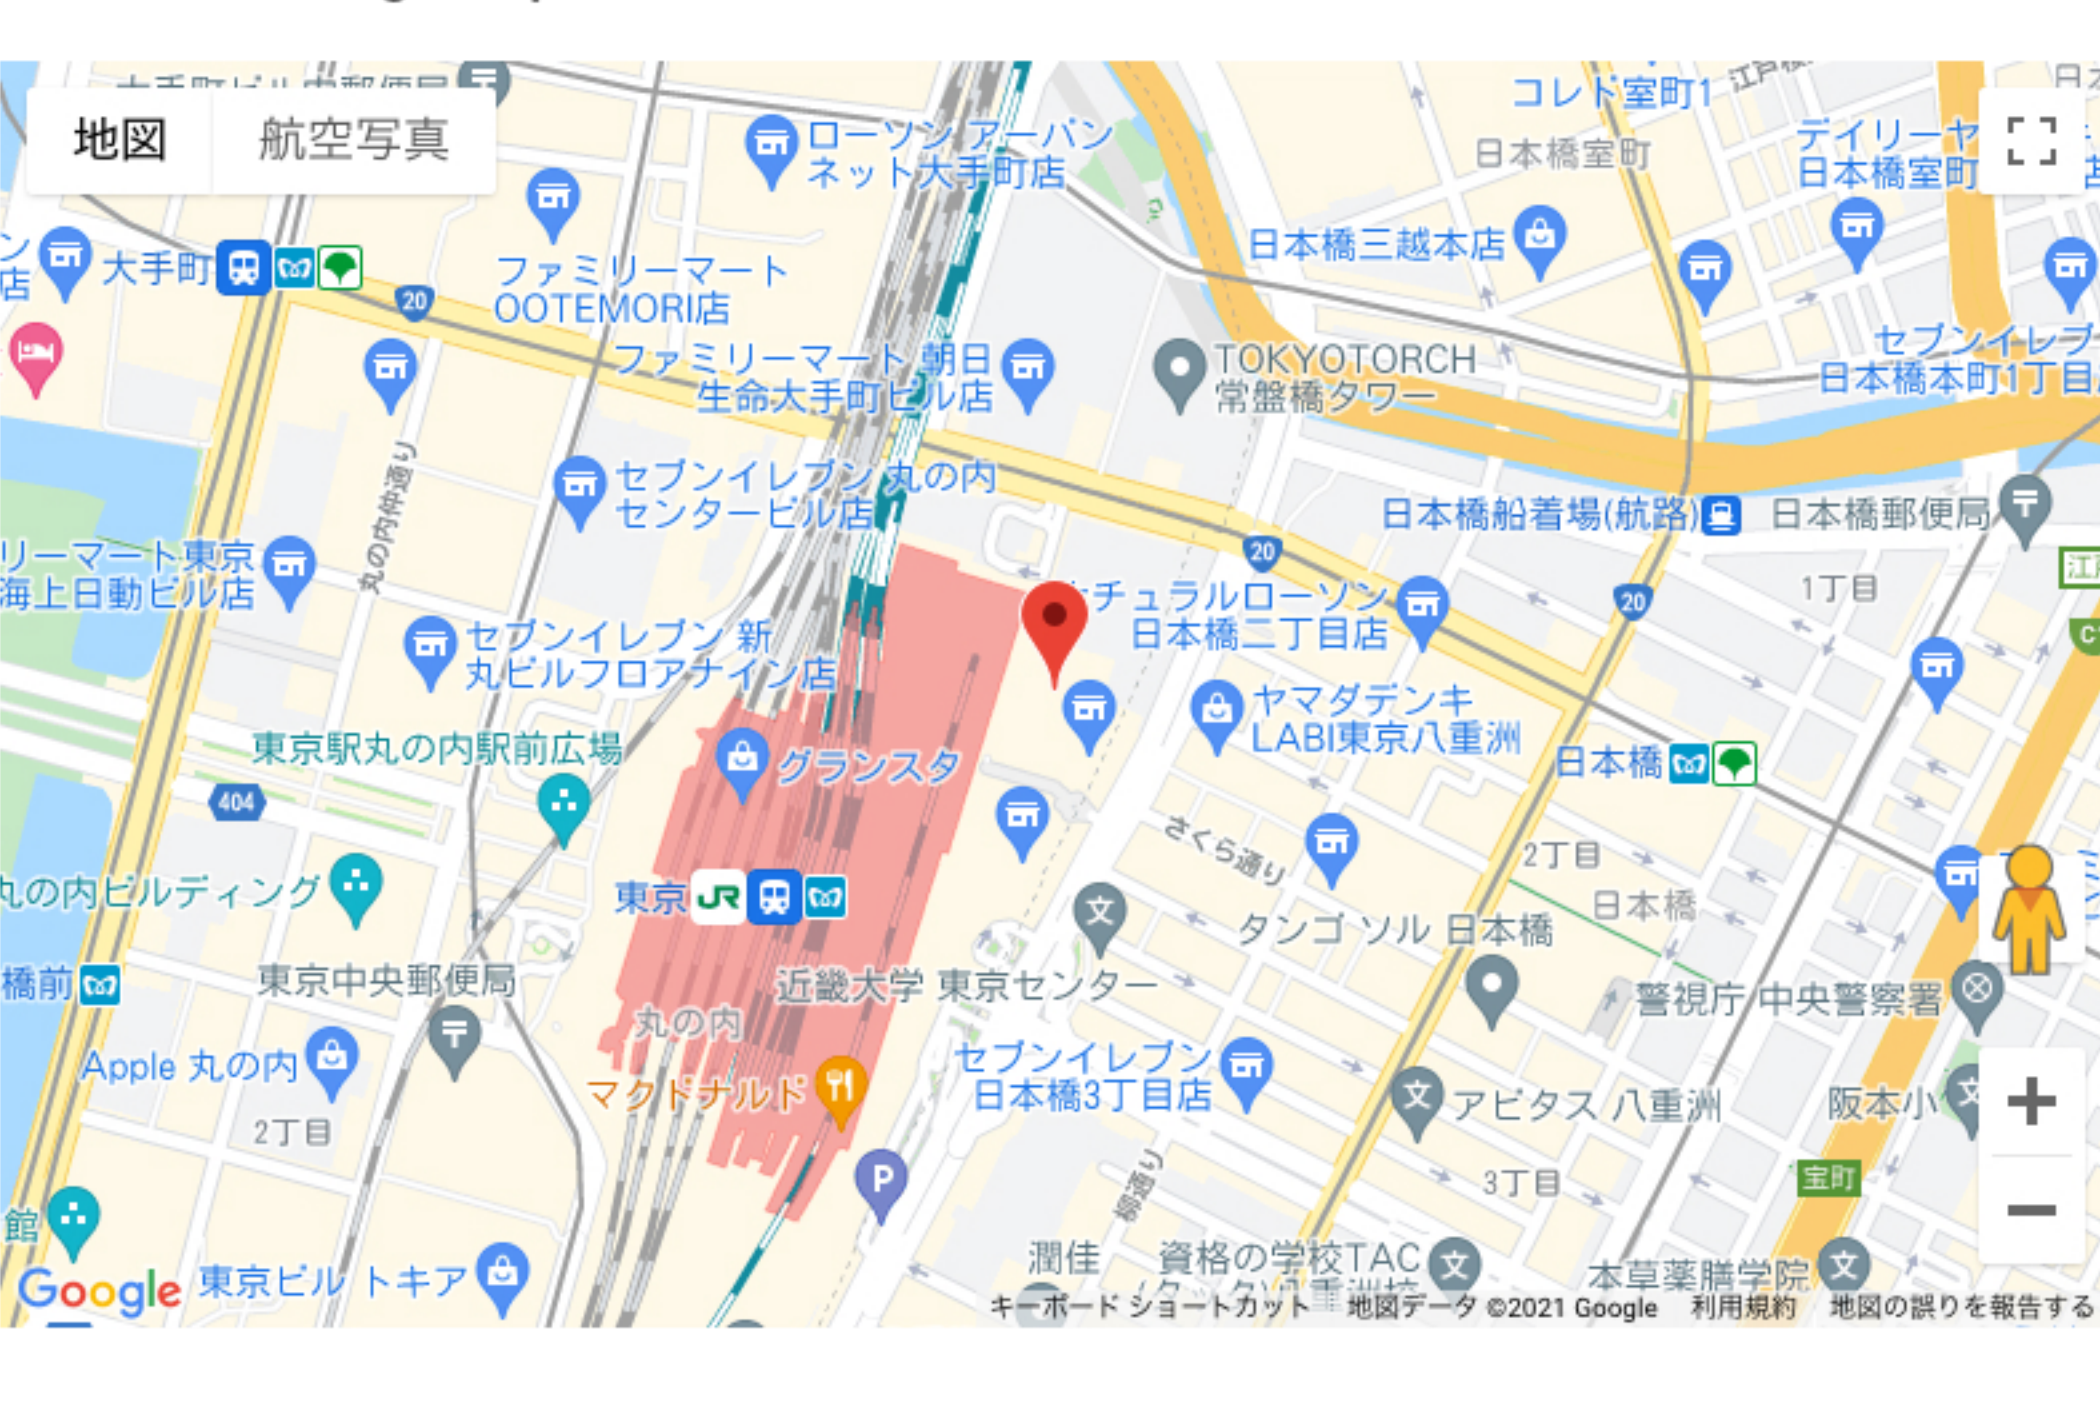 地図
航空写真
コレド室町1
日本橋室町
ローソン アーバン
ネット大手町店
デイリーヤ
日本橋室町
日本橋三越本店
大手町
20
ファミリーマート
OOTEMORI店
ファミリーマート 朝日
生命大手町ビル店
TOKYOTORCH
常盤橋タワー
セブンイレブ
日本橋本町1丁目
丸の内仲通り
セブンイレブン 丸の内
センタービル店
日本橋船着場(航路)
日本橋郵便局
20
リーマート東京
海上日動ビル店
チュラルローソン
日本橋二丁目店
20
1丁目
セブンイレブン 新
丸ビルフロアナイン店
ヤマダデンキ
LABI東京八重洲
東京駅丸の内駅前広場
グランスタ
日本橋
404
さくら通り
2丁目
丸の内ビルディング
東京
JR
日本橋
タンゴ ソル 日本橋
橋前
東京中央郵便局
近畿大学 東京センター
警視庁 中央警察署
丸の内
Apple 丸の内
マクドナルド
セブンイレブン
日本橋3丁目店
アピタス 八重洲
阪本小
2丁目
P
柳通り
3丁目
宝町
館
Google
東京ビル トキア
潤佳
資格の学校TAC
本草薬膳学院
キーボード ショートカット
地図データ ©2021 Google
利用規約
地図の誤りを報告する